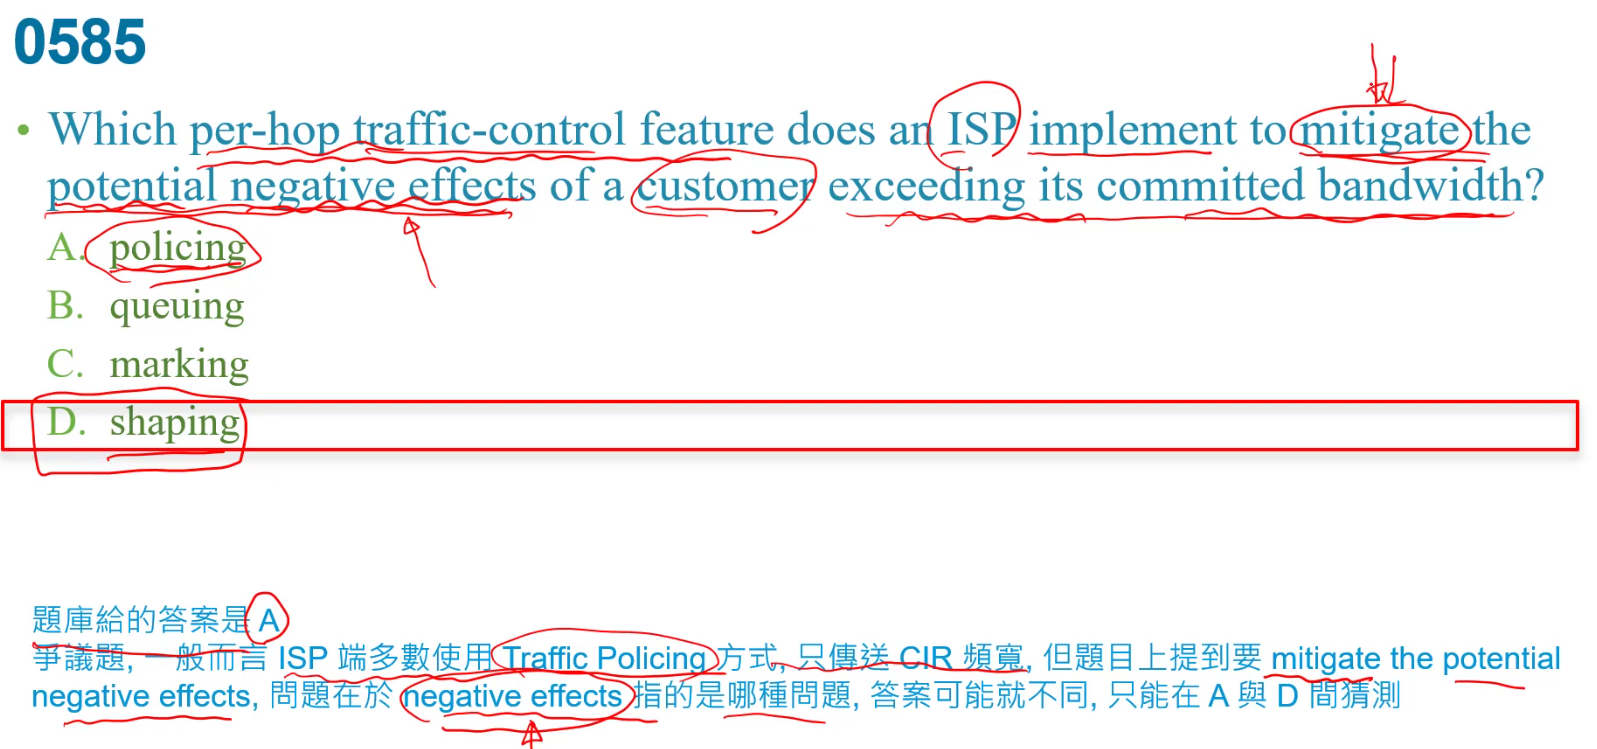 0585
• Which per-hop traffic-control feature does an ISP implement to mitigate the
potential negative effects of a customer exceeding its committed bandwidth?
A. policing
B. queuing
C. marking
D. shaping
題庫給的答案是 A
爭議題, 一般而言 ISP 端多數使用 Traffic Policing 方式, 只傳送 CIR 頻寬, 但題目上提到要 mitigate the potential
negative effects, 問題在於 negative effects 指的是哪種問題, 答案可能就不同, 只能在 A 與 D 間猜測